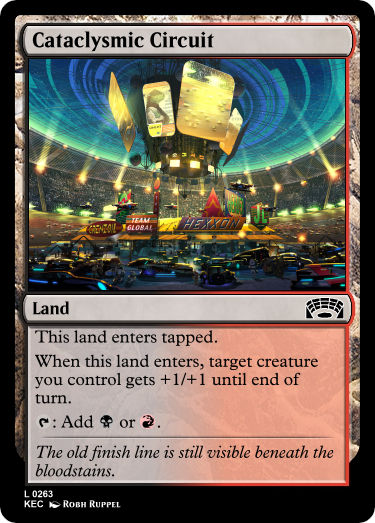 Cataclysmic Circuit
GREMZOIL
TEAM
GLOBAL
HEXXON
Land
This land enters tapped.
When this land enters, target creature
you control gets +1/+1 until end of
turn.
: Add or .
The old finish line is still visible beneath the
bloodstains.
L 0263
KEC Robh Ruppel